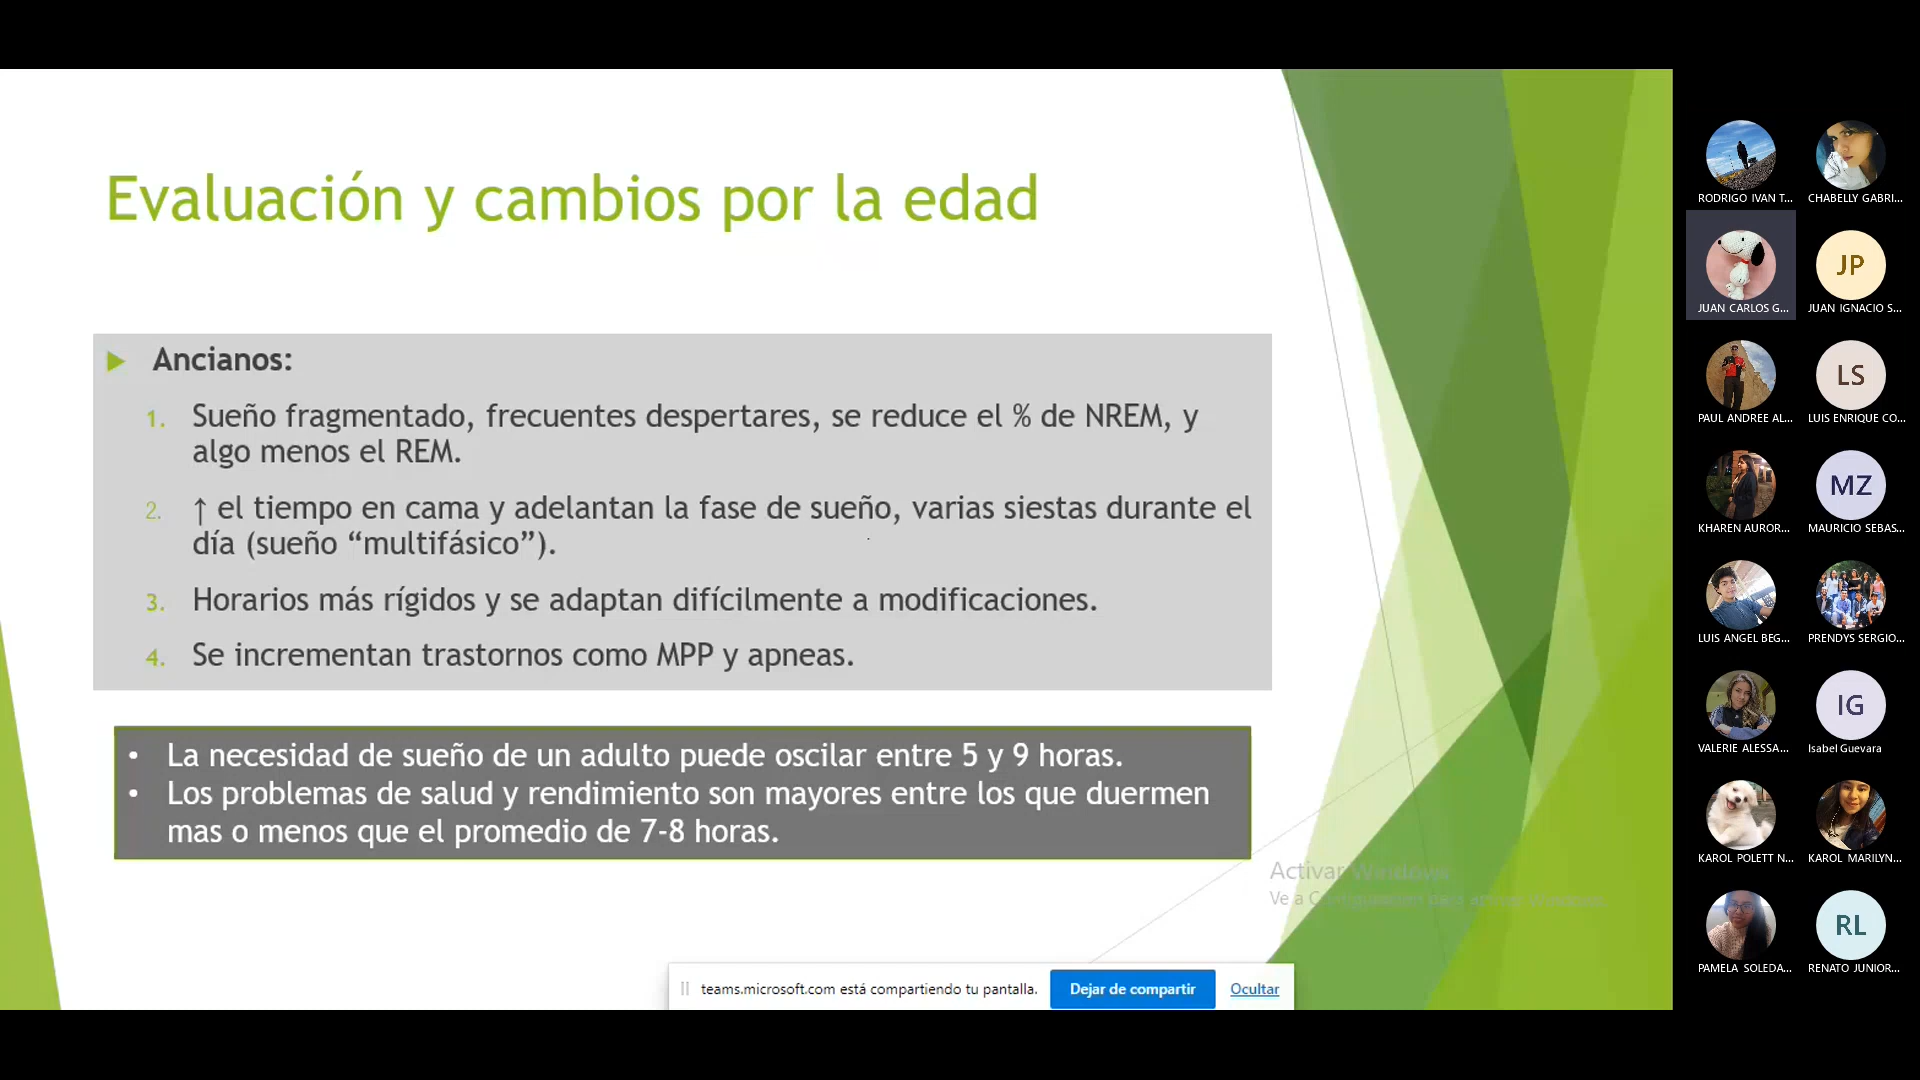 Evaluación y cambios por la edad
Ancianos:
1. Sueño fragmentado, frecuentes despertares, se reduce el % de NREM, y
algo menos el REM.
2. ↑ el tiempo en cama y adelantan la fase de sueño, varias siestas durante el
día (sueño “multifásico”).
3. Horarios más rígidos y se adaptan difícilmente a modificaciones.
4. Se incrementan trastornos como MPP y apneas.
• La necesidad de sueño de un adulto puede oscilar entre 5 y 9 horas.
• Los problemas de salud y rendimiento son mayores entre los que duermen
mas o menos que el promedio de 7-8 horas.
Activar Windows
Ve a Configuración para activar Windows.
teams.microsoft.com está compartiendo tu pantalla.
Dejar de compartir
Ocultar
RODRIGO IVAN T...
CHABELLY GABRI...
JUAN CARLOS G...
JP
JUAN IGNACIO S...
PAUL ANDREE AL...
LS
LUIS ENRIQUE CO...
KHAREN AUROR...
MZ
MAURICIO SEBAS...
LUIS ANGEL BEG...
PRENDYS SERGIO...
VALERIE ALESSA...
IG
Isabel Guevara
KAROL POLETT N...
KAROL MARILYN...
PAMELA SOLEDA...
RL
RENATO JUNIOR...